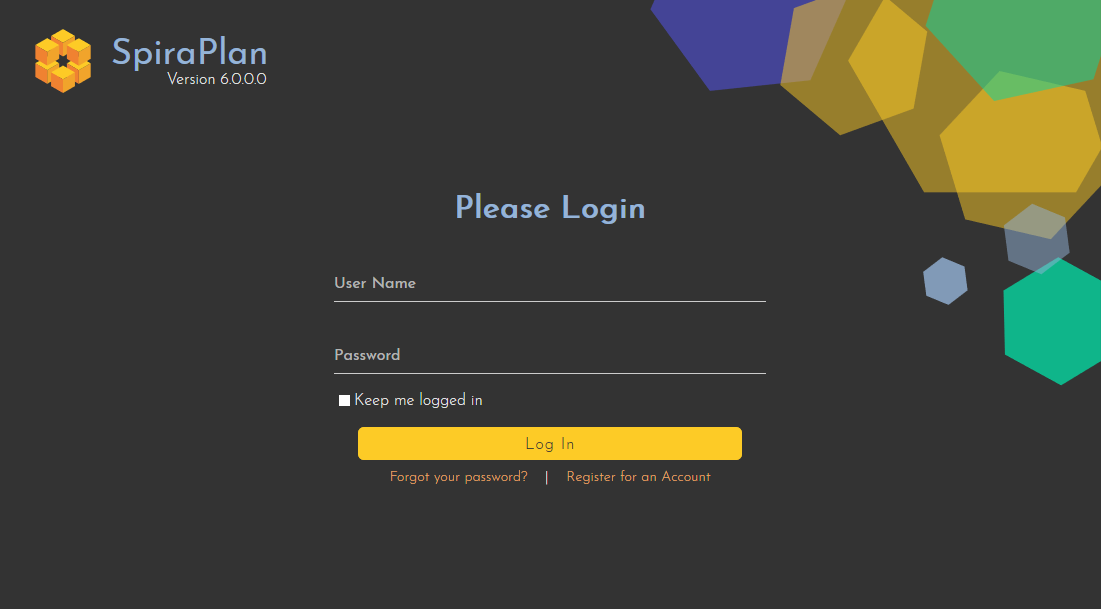 SpiraPlan
Version 6.0.0.0
Please Login
User Name
Password
Keep me logged in
Log In
Forgot your password? | Register for an Account